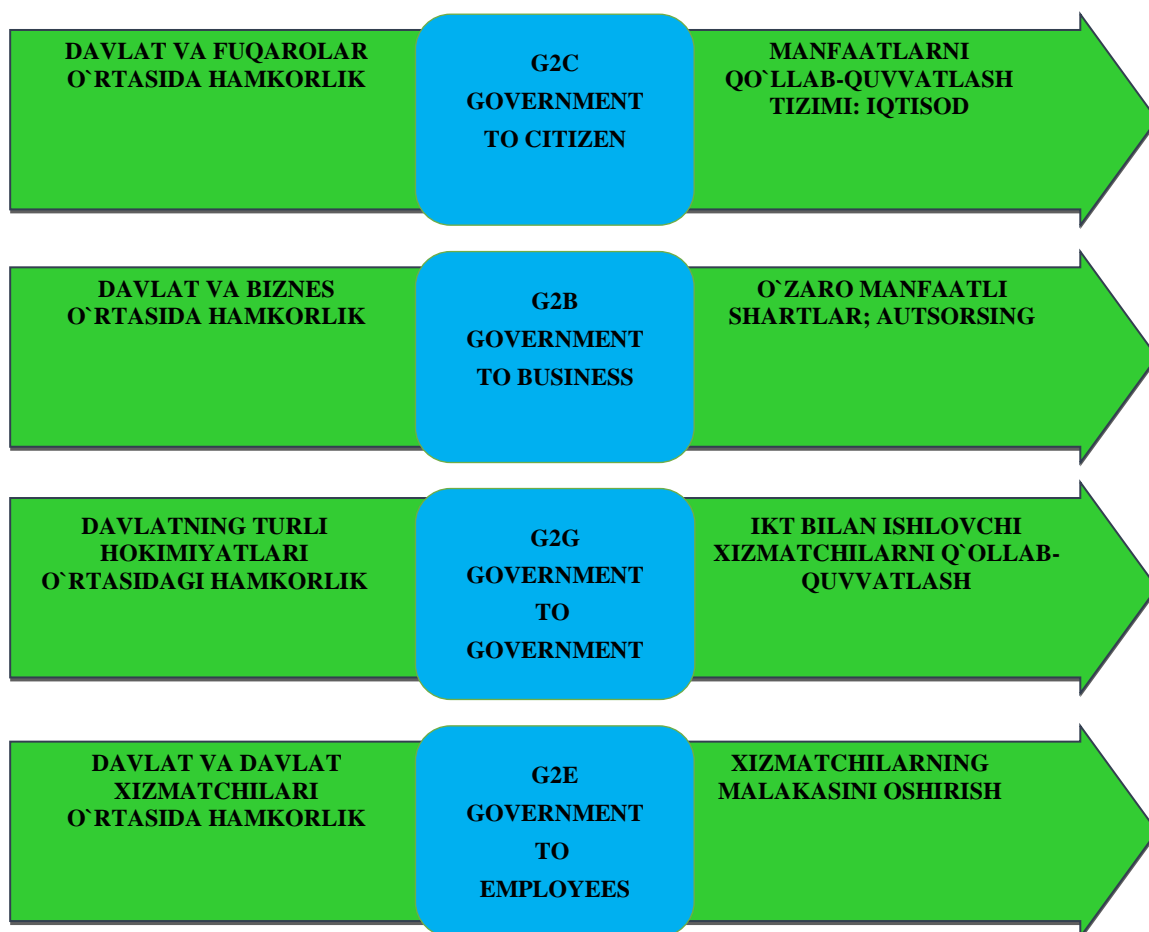 DAVLAT VA FUQAROLAR
O`RTASIDA HAMKORLIK
G2C
GOVERNMENT
TO CITIZEN
MANFAATLARNI
QO`LLAB-QUVVATLASH
TIZIMI: IQTISOD
DAVLAT VA BIZNES
O`RTASIDA HAMKORLIK
G2B
GOVERNMENT
TO BUSINESS
O`ZARO MANFAATLI
SHARTLAR; AUTSORSING
DAVLATNING TURLI
HOKIMIYATLARI
O`RTASIDAGI HAMKORLIK
G2G
GOVERNMENT
TO
GOVERNMENT
IKT BILAN ISHLOVCHI
XIZMATCHILARNI Q`OLLAB-
QUVVATLASH
DAVLAT VA DAVLAT
XIZMATCHILARI
O`RTASIDA HAMKORLIK
G2E
GOVERNMENT
TO
EMPLOYEES
XIZMATCHILARNING
MALAKASINI OSHIRISH